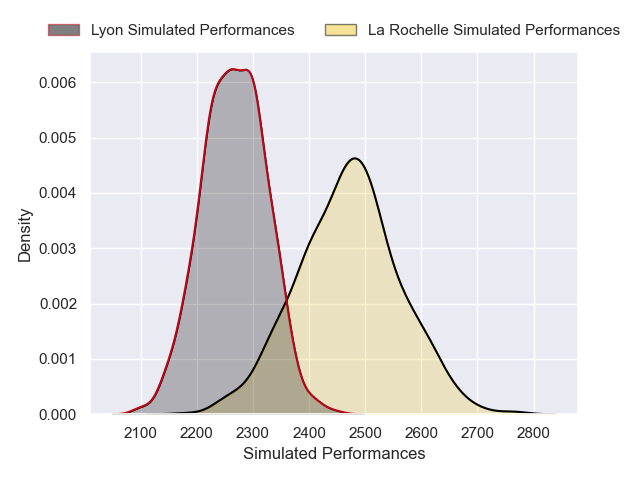 Lyon Simulated Performances
La Rochelle Simulated Performances
0.006
0.005
0.004
0.003
0.002
0.001
0.000
Density
2100 2200 2300 2400 2500 2600 2700 2800
Simulated Performances